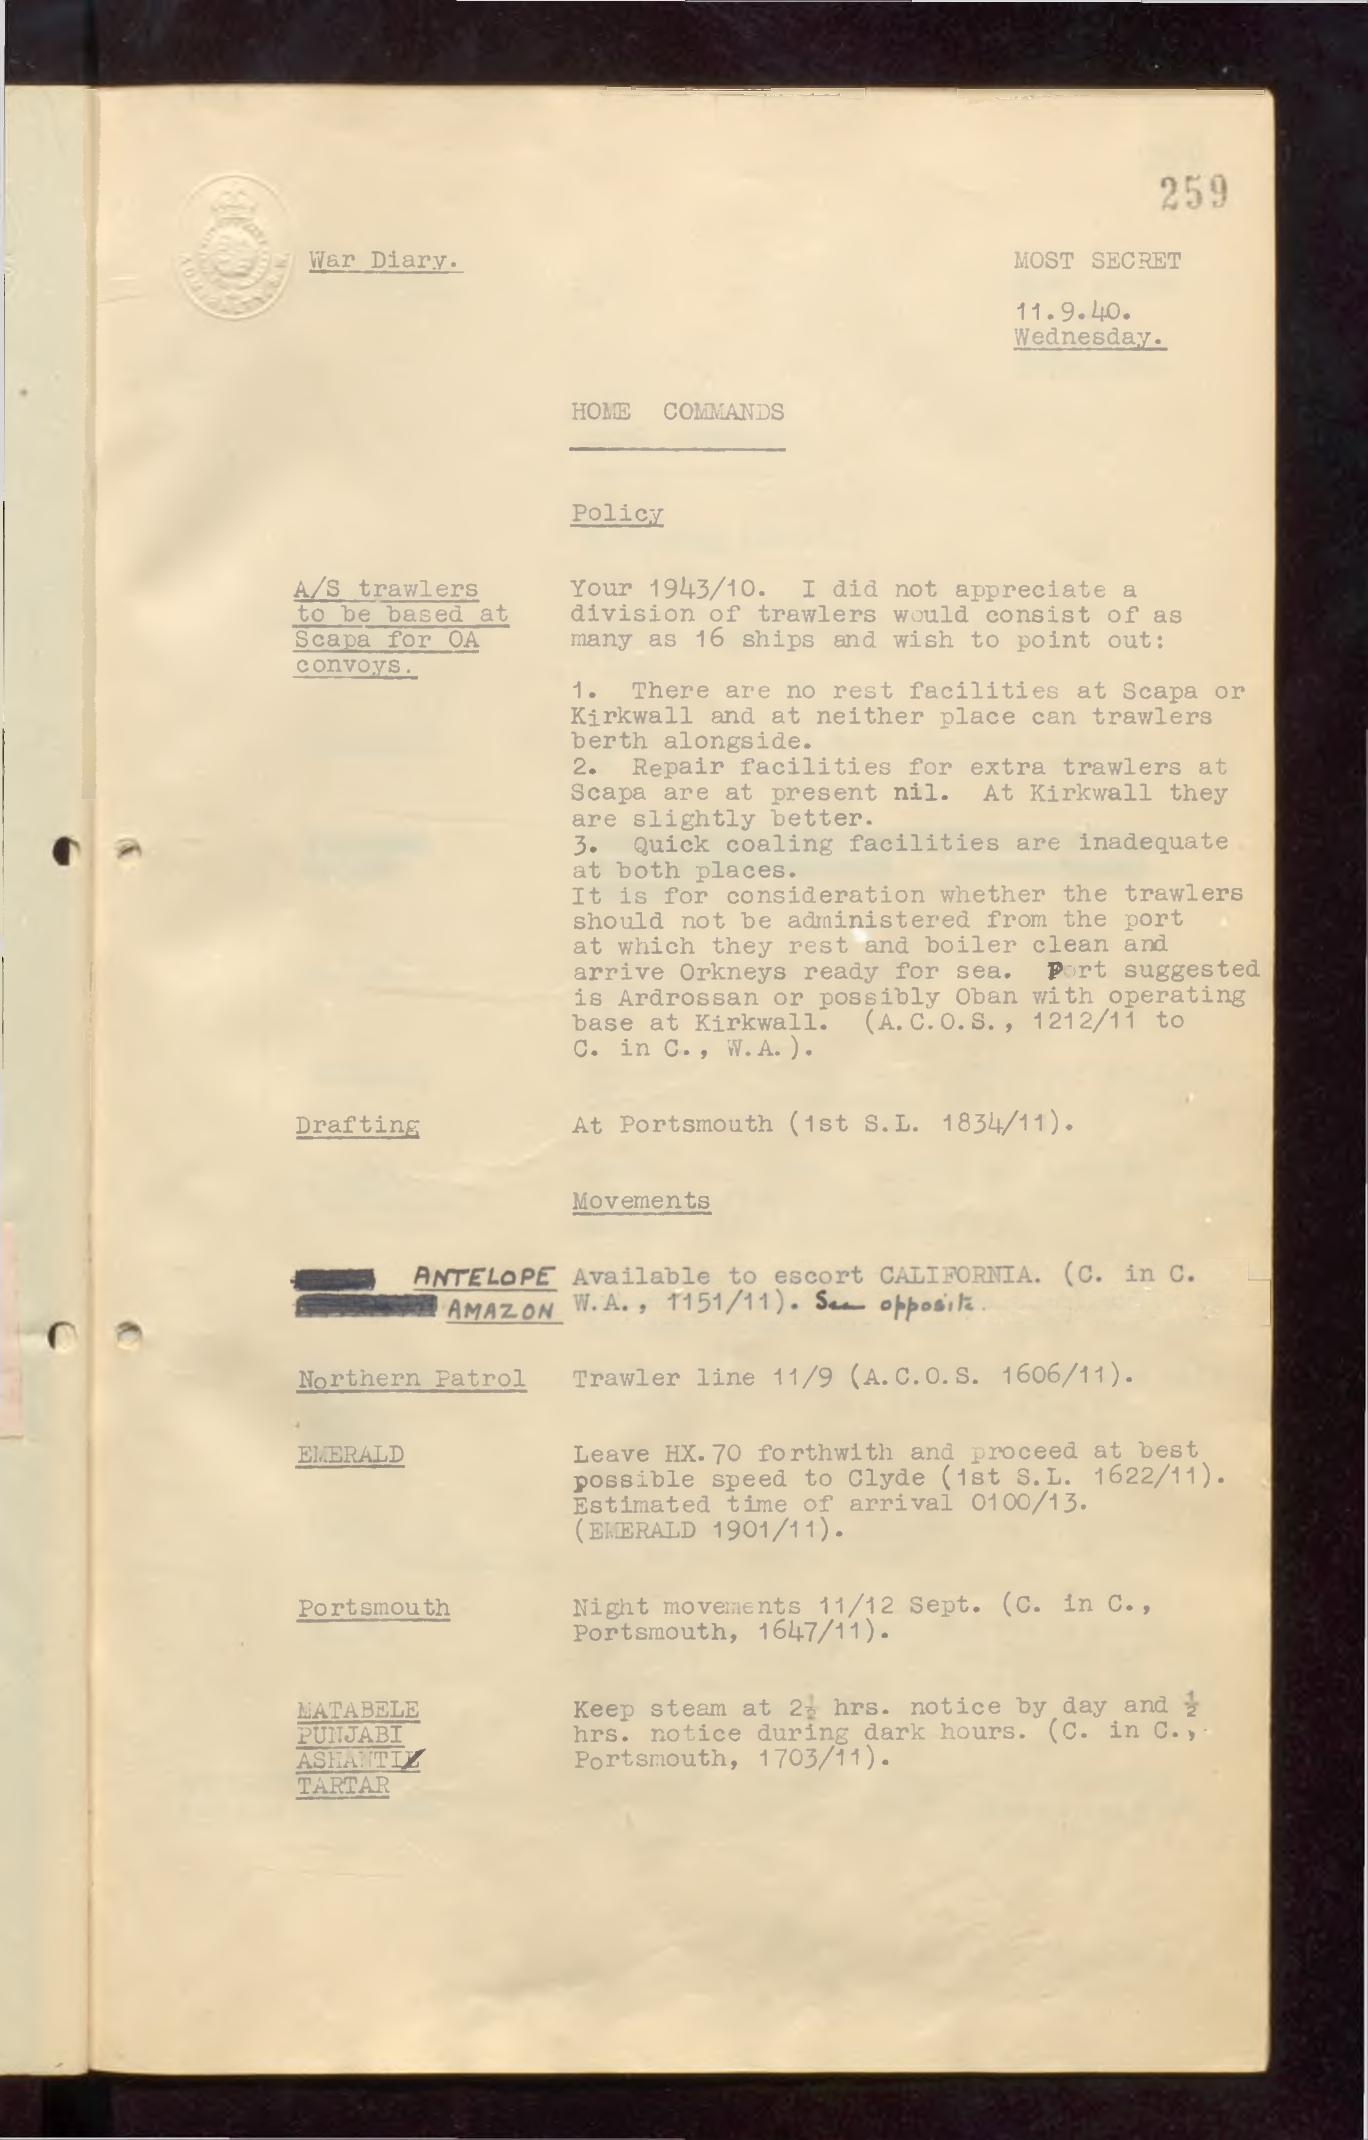 259
War Diary.
MOST SECRET
11.9.40.
Wednesday.
HOME COMMANDS
Policy
A/S trawlers
to be based at
Scapa for OA
convoys.
Your 1943/10. I did not appreciate a
division of trawlers would consist of as
many as 16 ships and wish to point out:
1. There are no rest facilities at Scapa or
Kirkwall and at neither place can trawlers
berth alongside.
2. Repair facilities for extra trawlers at
Scapa are at present nil. At Kirkwall they
are slightly better.
3. Quick coaling facilities are inadequate
at both places.
It is for consideration whether the trawlers
should not be administered from the port
at which they rest and boiler clean and
arrive Orkneys ready for sea. Port suggested
is Ardrossan or possibly Oban with operating
base at Kirkwall. (A.C.O.S., 1212/11 to
C. in C., W.A.).
Drafting
At Portsmouth (1st S.L. 1834/11).
Movements
ANTELOPE
AMAZON
Available to escort CALIFORNIA. (C. in C.
W.A., 1151/11). See opposite.
Northern Patrol
Trawler line 11/9 (A.C.O.S. 1606/11).
EMERALD
Leave HX.70 forthwith and proceed at best
possible speed to Clyde (1st S.L. 1622/11).
Estimated time of arrival 0100/13.
(EMERALD 1901/11).
Portsmouth
Night movements 11/12 Sept. (C. in C.,
Portsmouth, 1647/11).
MATABELE
PUNJABI
ASHANTI
TARTAR
Keep steam at 2½ hrs. notice by day and ½
hrs. notice during dark hours. (C. in C.,
Portsmouth, 1703/11).